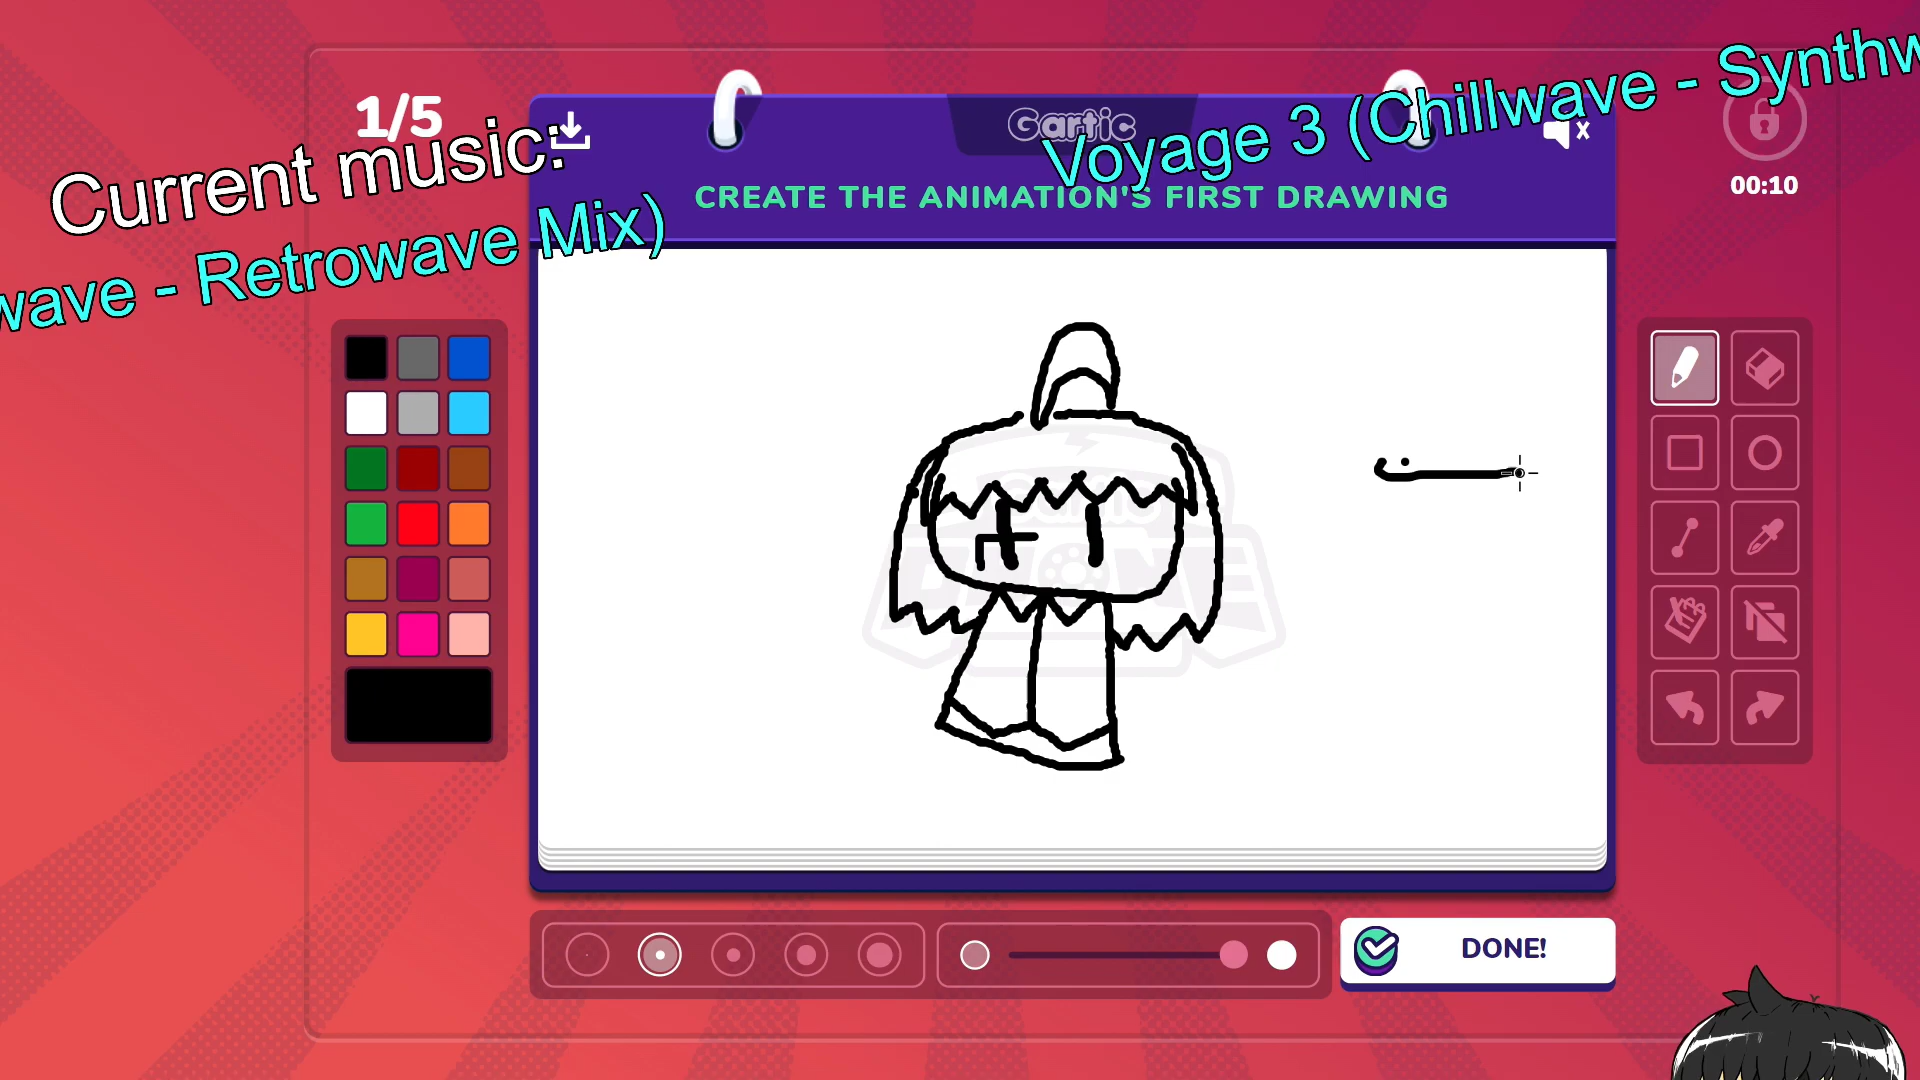 1/5
Current music:
Voyage 3 (Chillwave - Synthw
wave - Retrowave Mix)
Gartic
CREATE THE ANIMATION'S FIRST DRAWING
00:10
DONE!